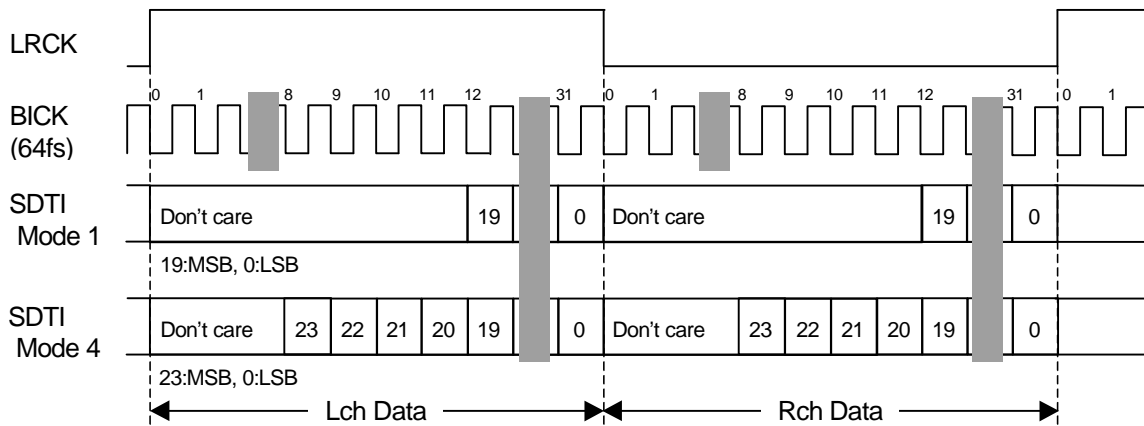 LRCK
BICK
(64fs)
0 1 8 9 10 11 12 31 0 1 8 9 10 11 12 31 0 1
SDTI
Mode 1
Don't care 19 0 Don't care 19 0
19:MSB, 0:LSB
SDTI
Mode 4
Don't care 23 22 21 20 19 0 Don't care 23 22 21 20 19 0
23:MSB, 0:LSB
Lch Data Rch Data